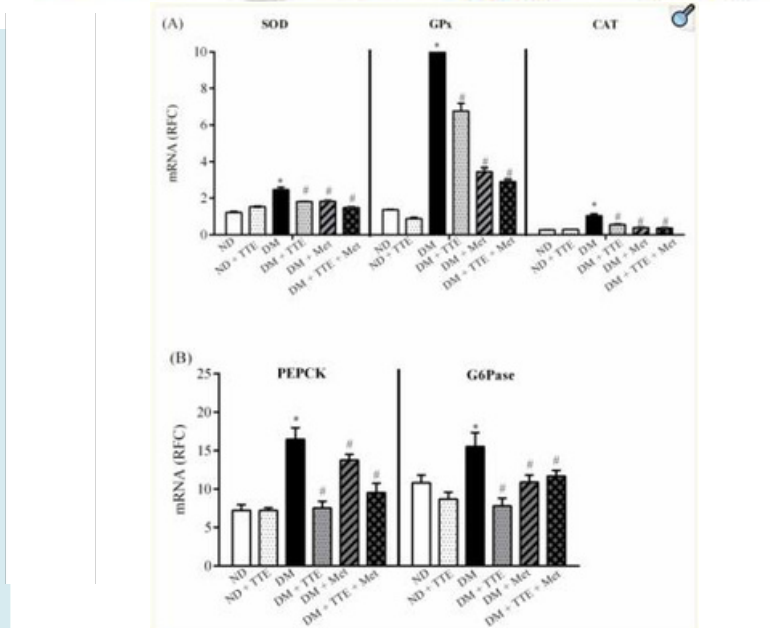 (A)
SOD GPx CAT
mRNA (RFC)
10
8
6
4
2
0
* # # #
* # # #
* # # #
ND
ND + TTE
DM
DM + TTE
DM + Met
DM + TTE + Met
ND
ND + TTE
DM
DM + TTE
DM + Met
DM + TTE + Met
ND
ND + TTE
DM
DM + TTE
DM + Met
DM + TTE + Met
(B)
PEPCK G6Pase
mRNA (RFC)
25
20
15
10
5
0
* # # #
* # # #
ND
ND + TTE
DM
DM + TTE
DM + Met
DM + TTE + Met
ND
ND + TTE
DM
DM + TTE
DM + Met
DM + TTE + Met